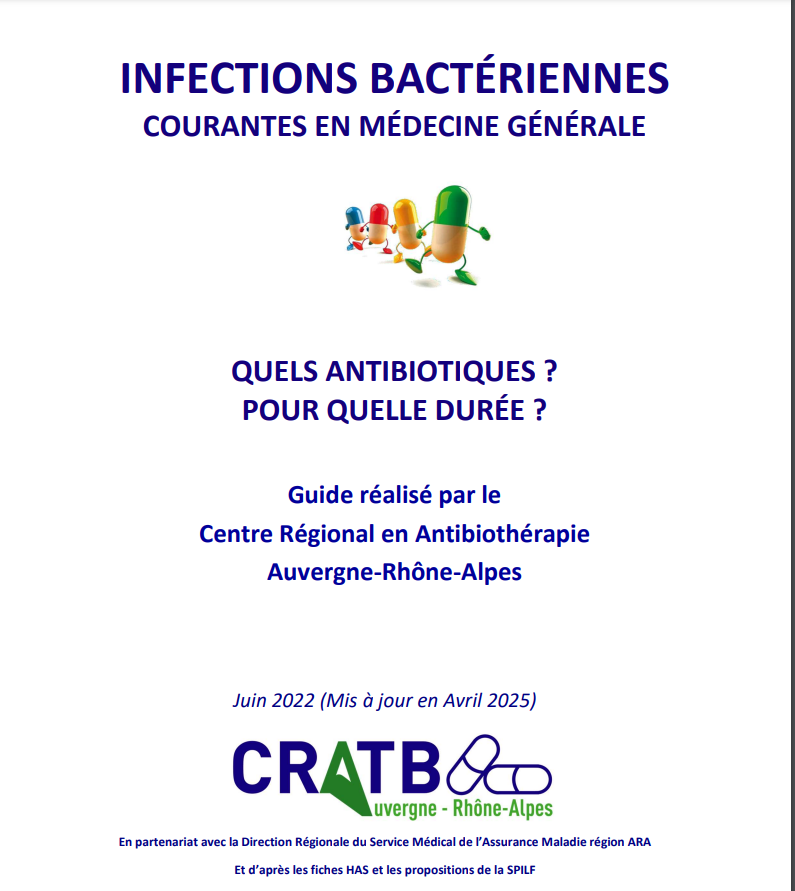 INFECTIONS BACTÉRIENNES
COURANTES EN MÉDECINE GÉNÉRALE
QUELS ANTIBIOTIQUES ?
POUR QUELLE DURÉE ?
Guide réalisé par le
Centre Régional en Antibiothérapie
Auvergne-Rhône-Alpes
Juin 2022 (Mis à jour en Avril 2025)
CRATB
Auvergne - Rhône-Alpes
En partenariat avec la Direction Régionale du Service Médical de l’Assurance Maladie région ARA
Et d’après les fiches HAS et les propositions de la SPILF